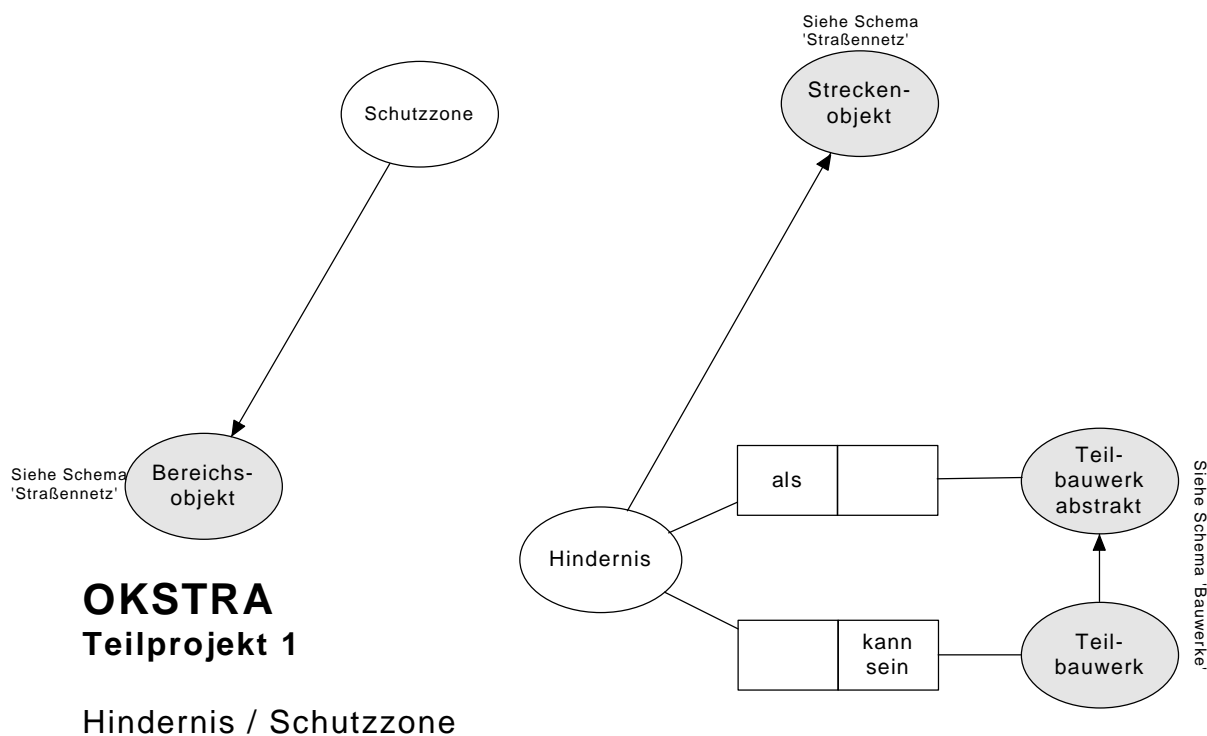 Siehe Schema
'Straßennetz'
Strecken-
objekt
Schutzzone
Siehe Schema
'Straßennetz'
Bereichs-
objekt
als
Teil-
bauwerk
abstrakt
Siehe Schema 'Bauwerke'
Hindernis
kann
sein
Teil-
bauwerk
OKSTRA
Teilprojekt 1
Hindernis / Schutzzone